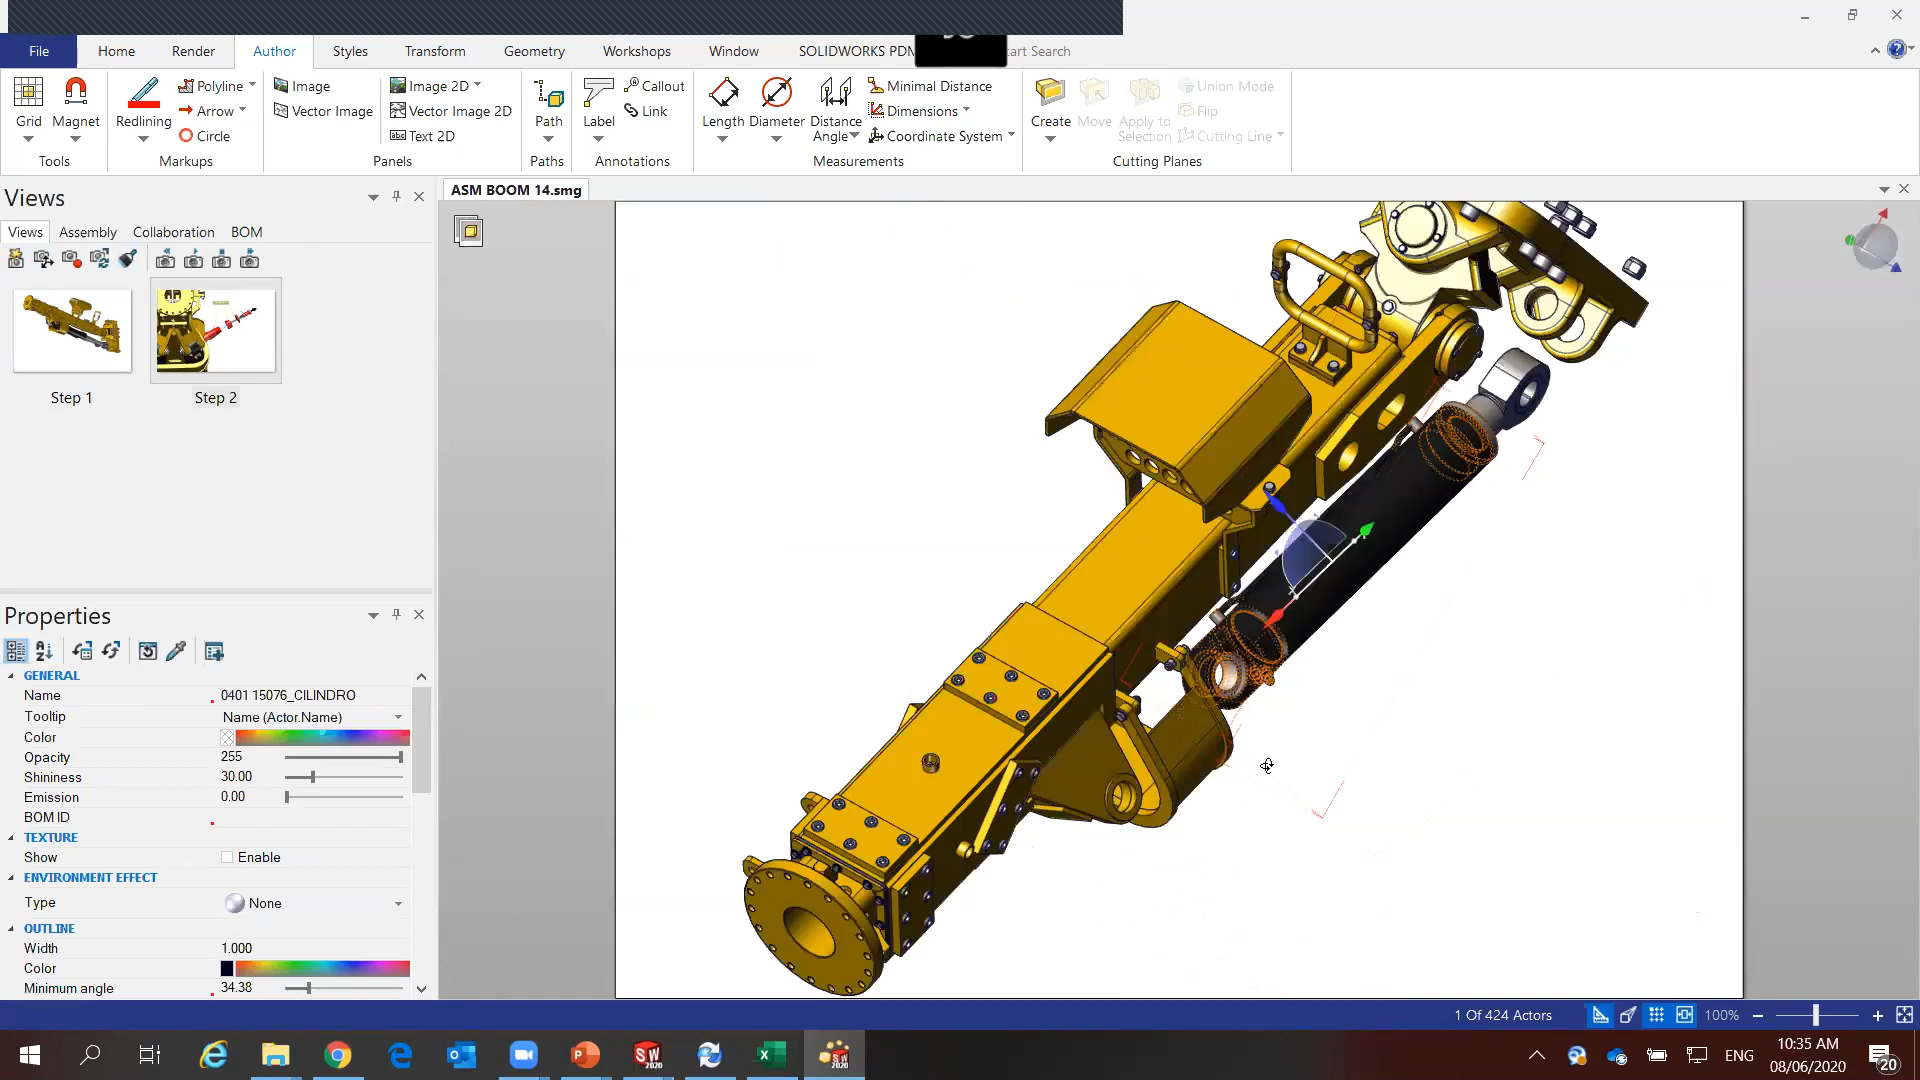 File Home Render Author Styles Transform Geometry Workshops Window SOLIDWORKS PDM art Search
Grid Magnet
Tools
Redlining Polyline
Arrow
Circle
Markups
Image
Vector Image
Image 2D
Vector Image 2D
Text 2D
Panels
Path
Paths
Label Callout
Link
Annotations
Length Diameter Distance Angle
Minimal Distance
Dimensions
Coordinate System
Measurements
Create Move Apply to Selection
Union Mode
Flip
Cutting Line
Cutting Planes
Views
Views Assembly Collaboration BOM
Step 1 Step 2
ASM BOOM 14.smg
Properties
GENERAL
Name 0401 15076_CILINDRO
Tooltip Name (Actor.Name)
Color
Opacity 255
Shininess 30.00
Emission 0.00
BOM ID
TEXTURE
Show Enable
ENVIRONMENT EFFECT
Type None
OUTLINE
Width 1.000
Color
Minimum angle 34.38
1 Of 424 Actors 100%
SW 2020
SW 2020
ENG
10:35 AM
08/06/2020
20